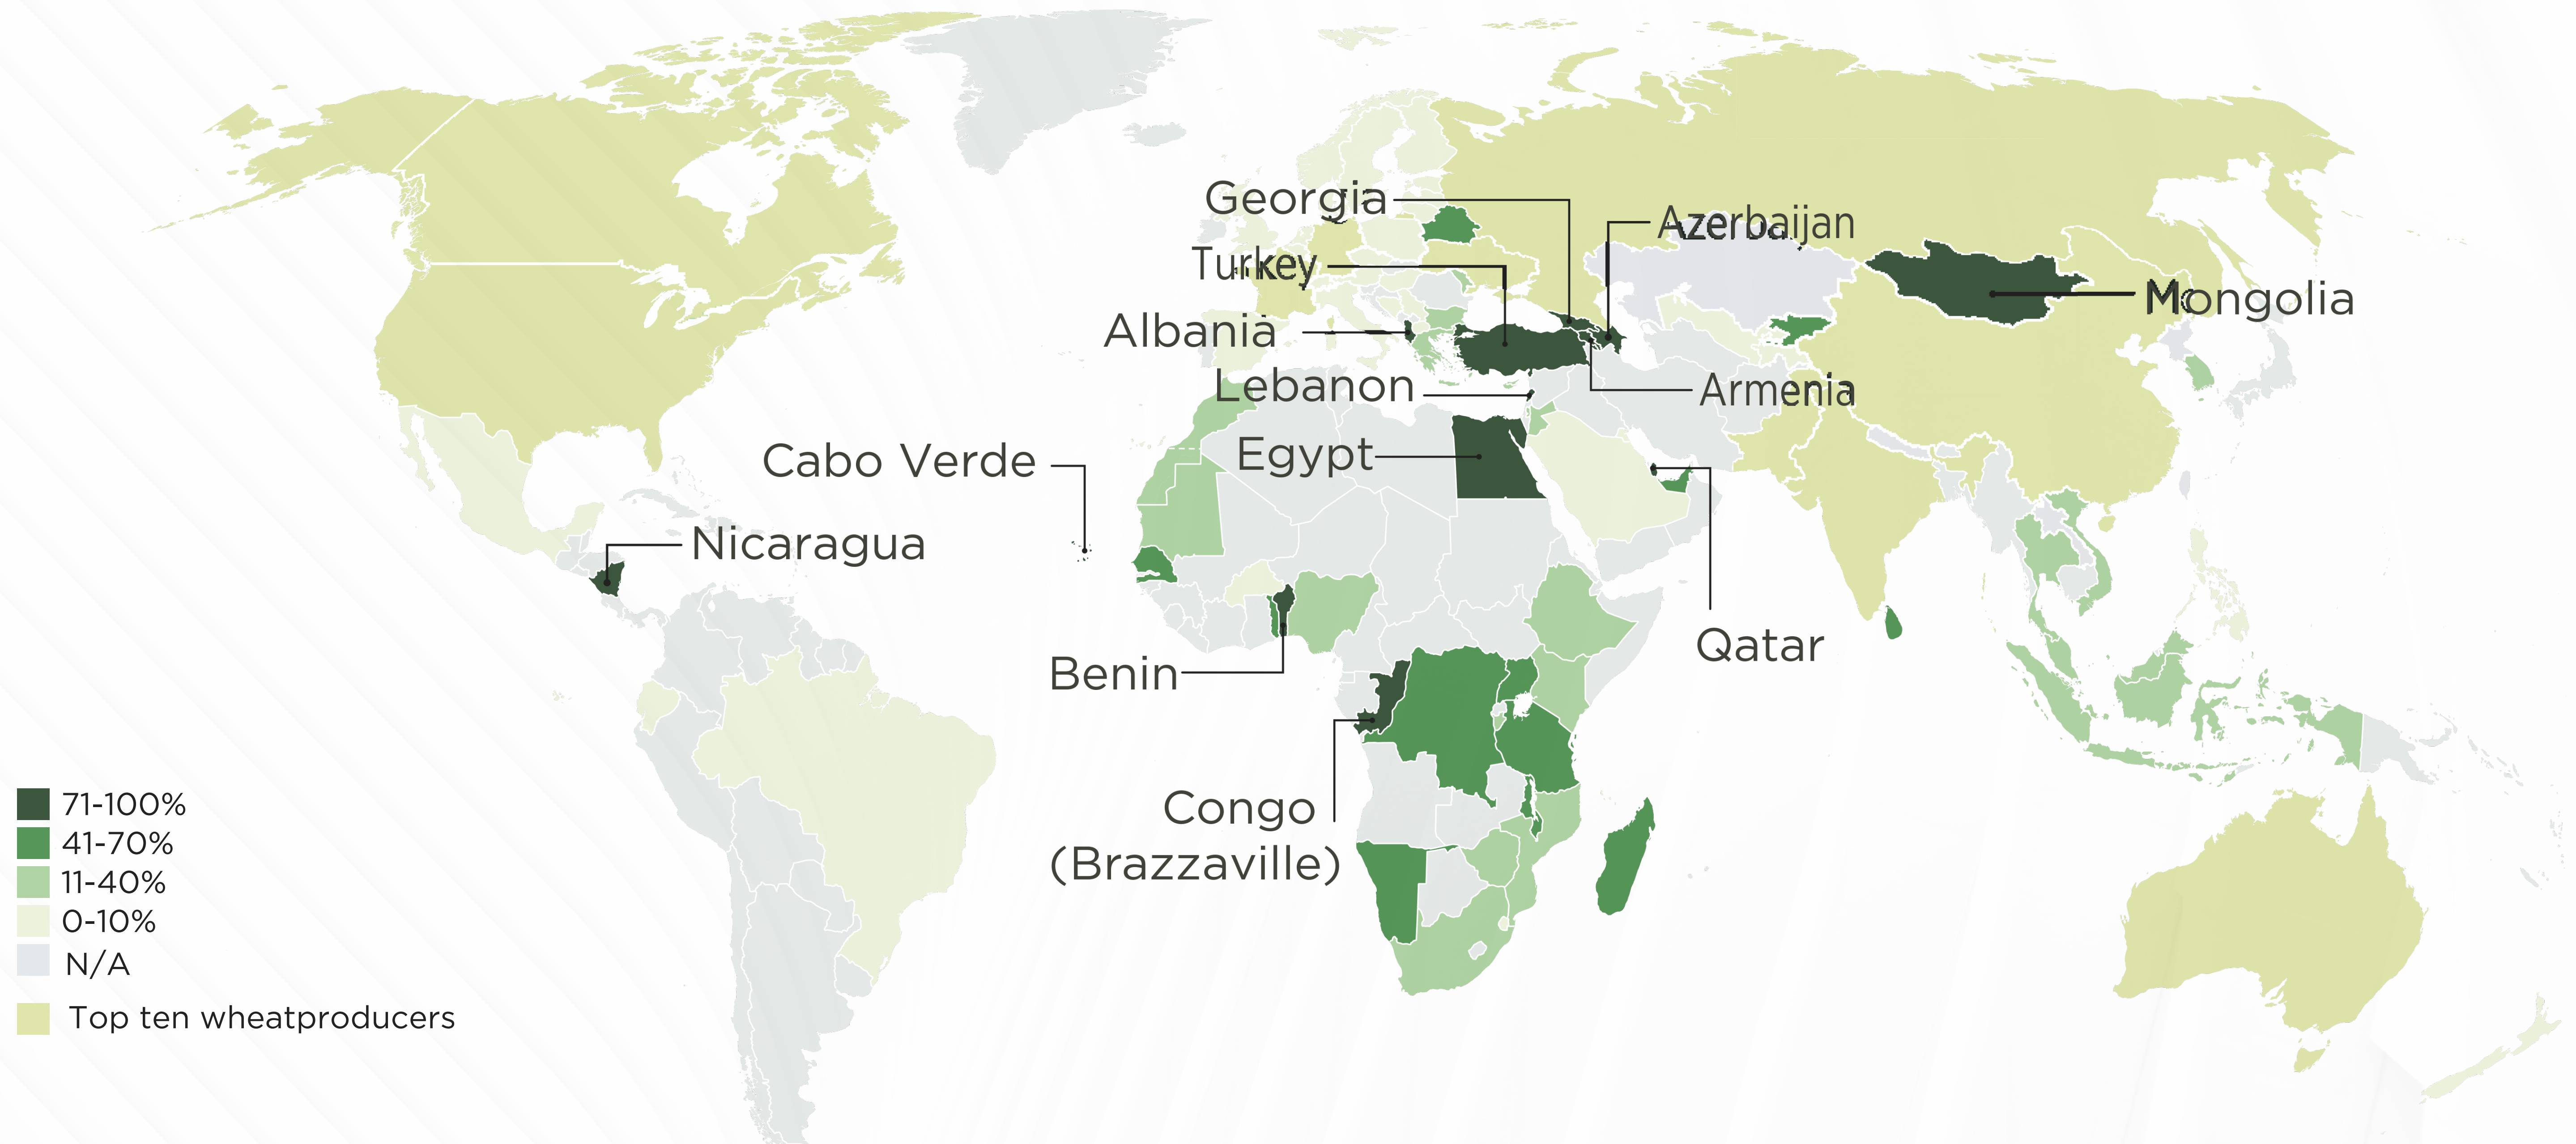 Georgia
Azerbaijan
Turkey
Mongolia
Albania
Lebanon
Armenia
Cabo Verde
Egypt
Nicaragua
Qatar
Benin
Congo
(Brazzaville)
71-100%
41-70%
11-40%
0-10%
N/A
Top ten wheatproducers